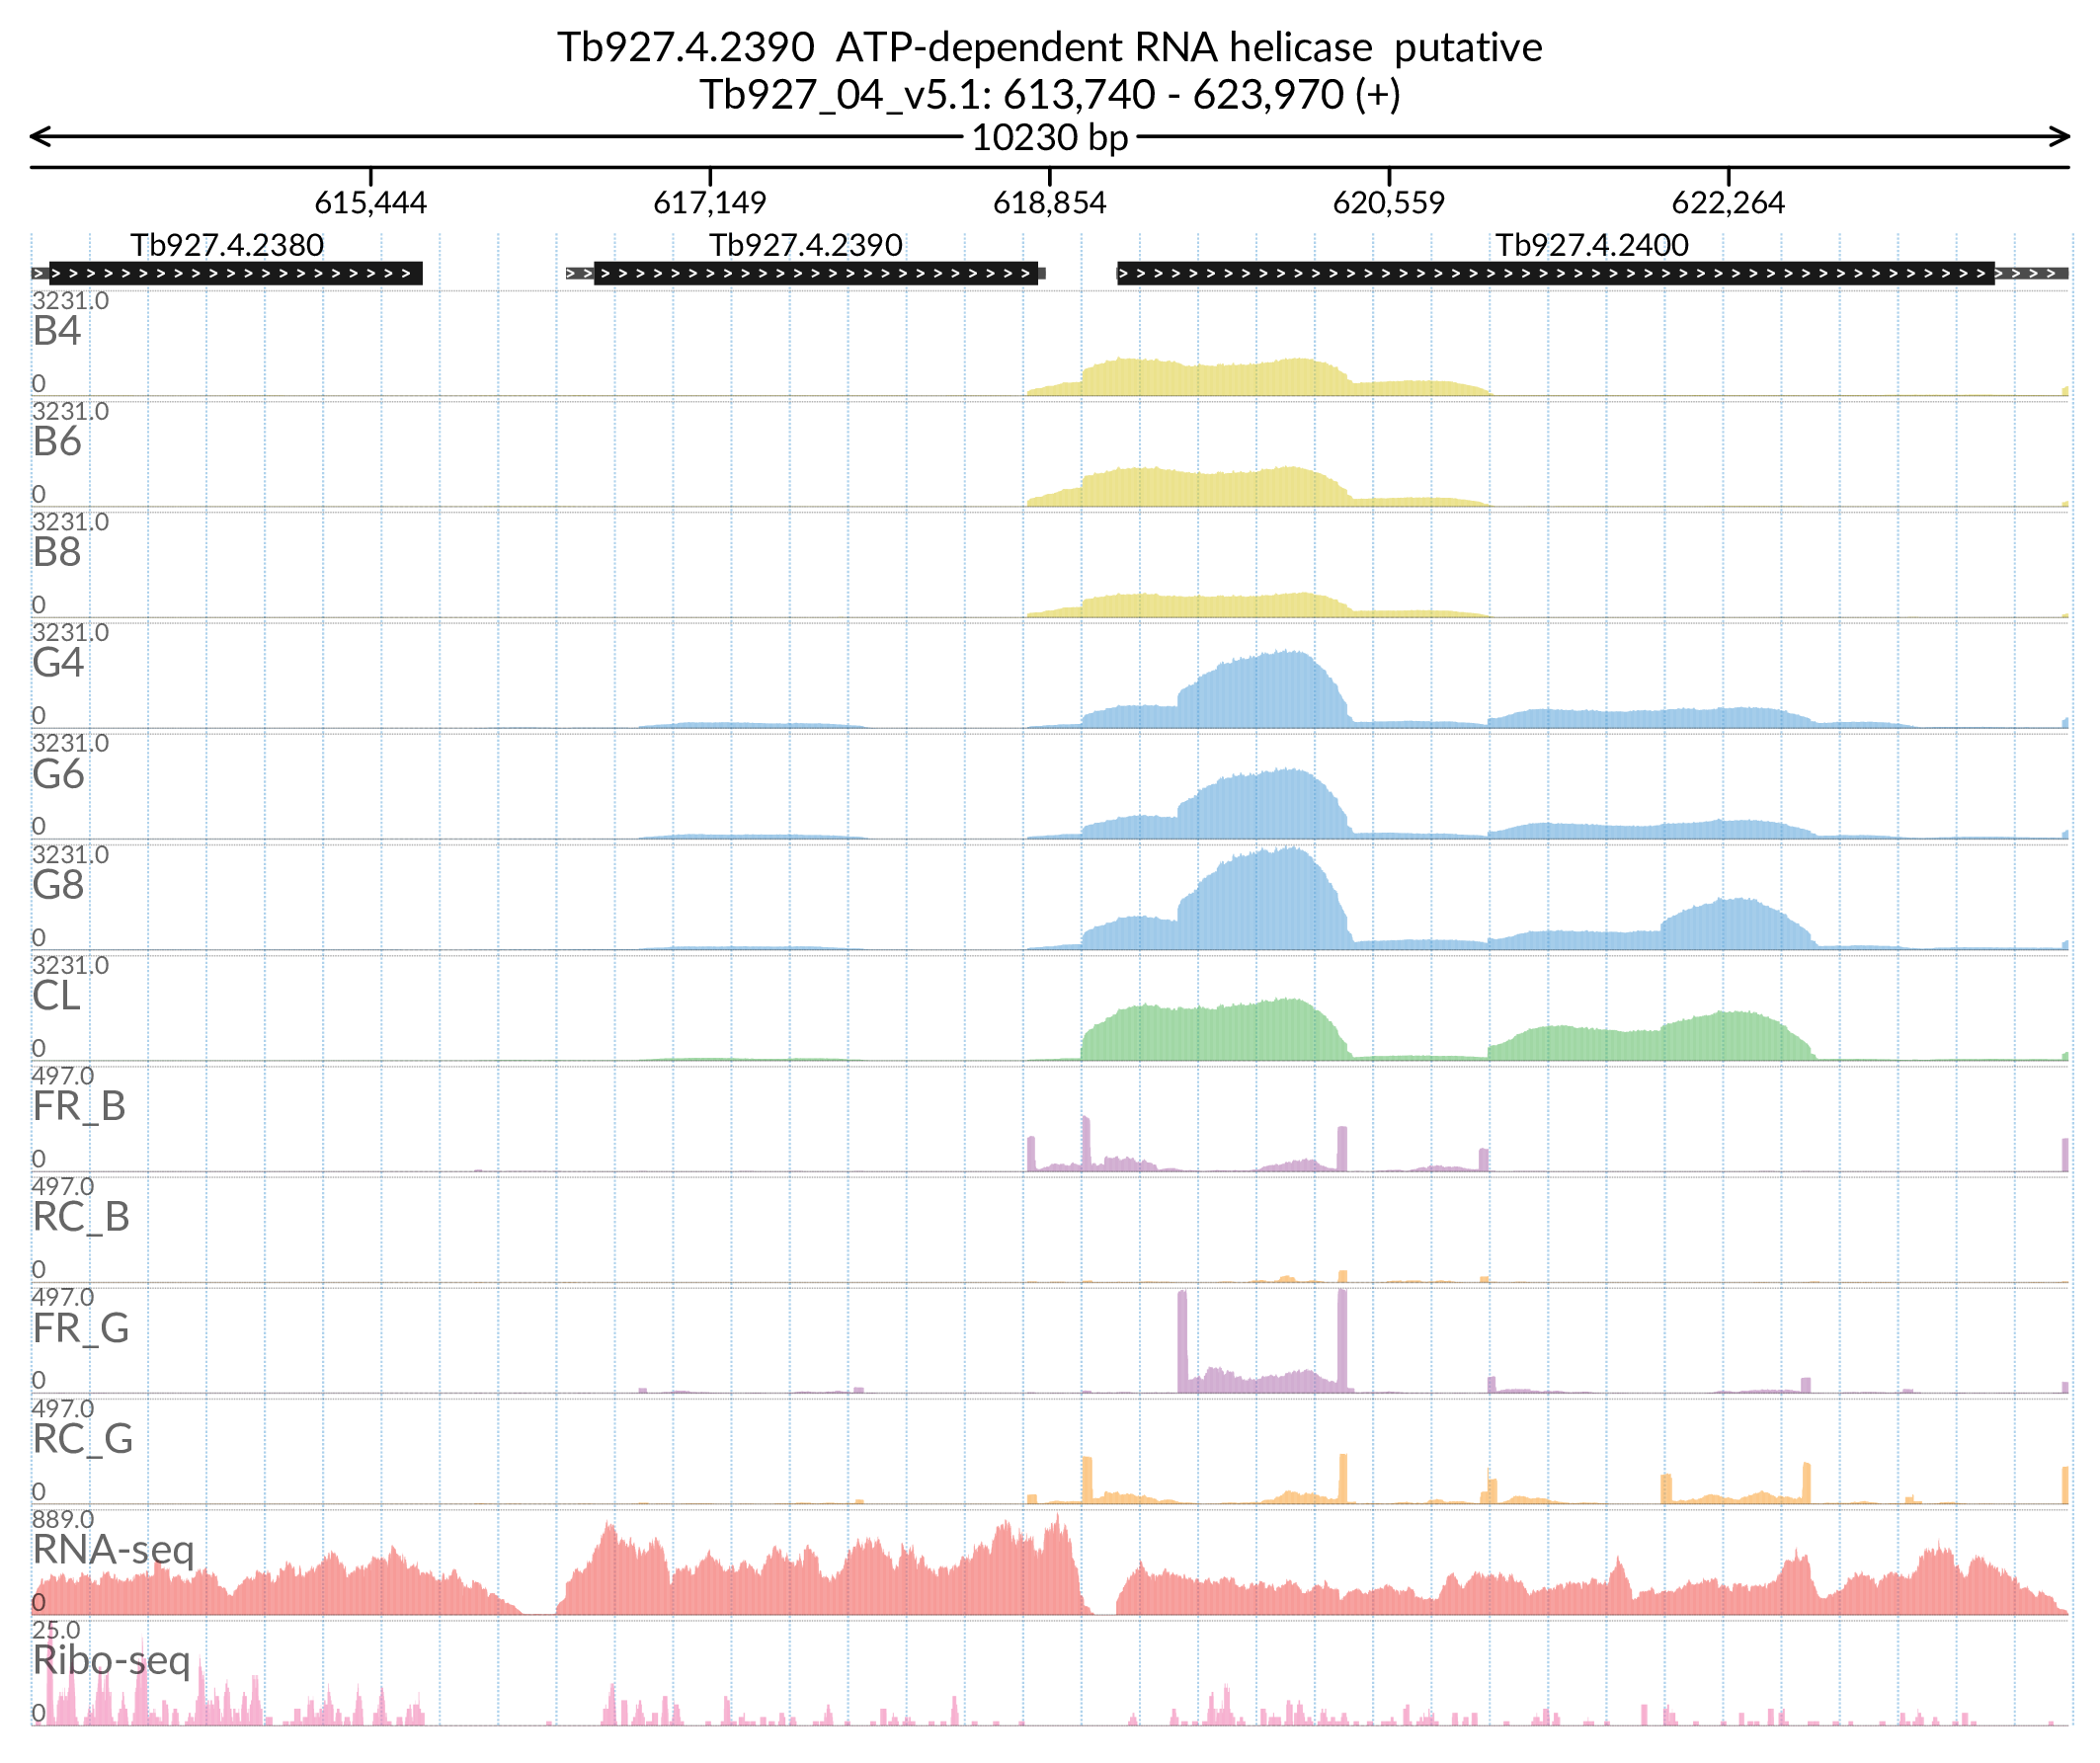 Tb927.4.2390  ATP-dependent RNA helicase  putative
Tb927_04_v5.1: 613,740 - 623,970 (+)
10230 bp
615,444 617,149 618,854 620,559 622,264
Tb927.4.2380 Tb927.4.2390 Tb927.4.2400
3231.0
B4
0
3231.0
B6
0
3231.0
B8
0
3231.0
G4
0
3231.0
G6
0
3231.0
G8
0
3231.0
CL
0
497.0
FR_B
0
497.0
RC_B
0
497.0
FR_G
0
497.0
RC_G
0
889.0
RNA-seq
0
25.0
Ribo-seq
0